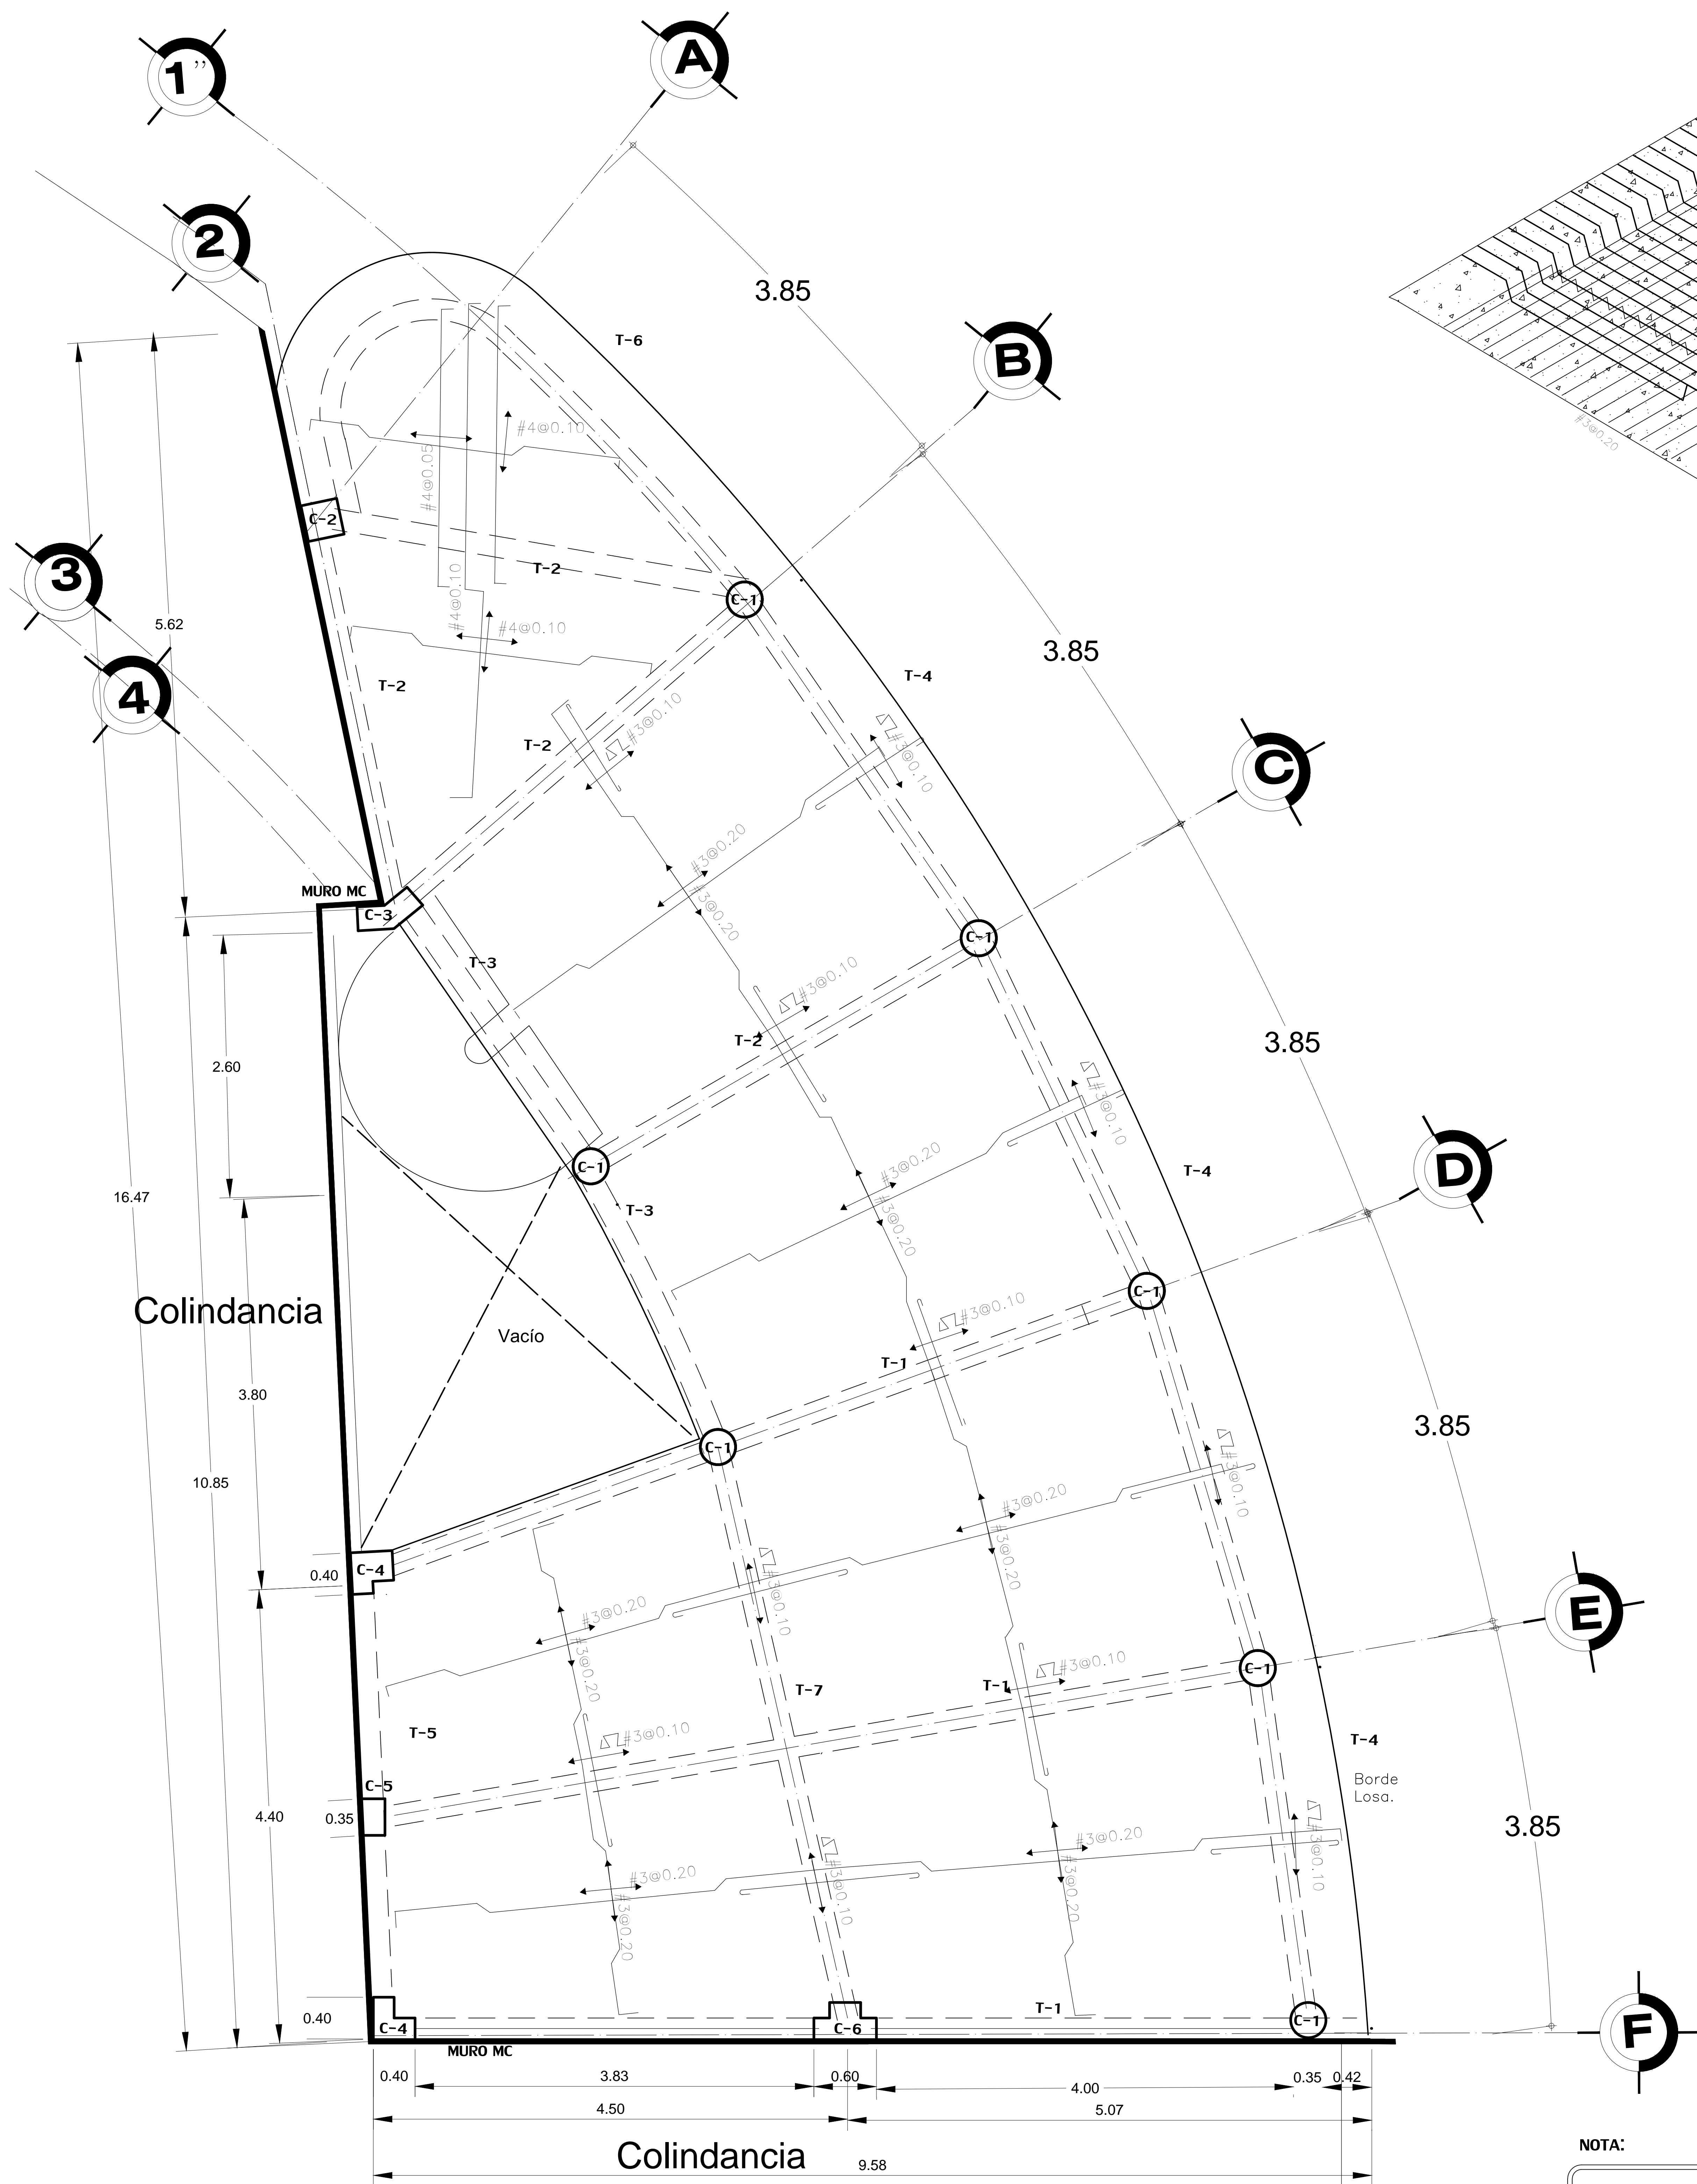 1”
A
2
3.85
T-6
B
#3@0.20
#4@0.10
#4@0.05
C-2
3
T-2
#4@0.10
C-1
5.62
#4@0.10
3.85
4
T-2
T-4
T-2
#3@0.10
#3@0.10
C
#3@0.20
#3@0.20
MURO MC
C-3
C-1
T-3
#3@0.10
T-2
3.85
2.60
#3@0.10
D
C-1
#3@0.20
T-4
16.47
T-3
#3@0.20
Colindancia
Vacío
#3@0.10
C-1
T-1
3.80
3.85
C-1
10.85
#3@0.10
#3@0.20
#3@0.20
0.40
C-4
#3@0.10
#3@0.20
E
#3@0.20
C-1
#3@0.10
T-1
T-7
T-5
#3@0.10
T-4
C-5
Borde
Losa.
4.40
0.35
3.85
#3@0.20
#3@0.10
#3@0.20
#3@0.10
#3@0.20
#3@0.20
0.40
C-4
C-6
T-1
C-1
F
MURO MC
0.40
3.83
0.60
4.00
0.35
0.42
4.50
5.07
NOTA:
Colindancia
9.58